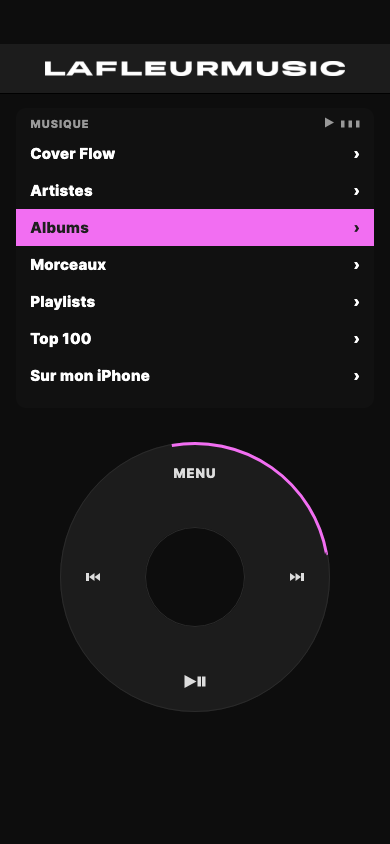 LAFLEURMUSIC
MUSIQUE
Cover Flow ›
Artistes ›
Albums ›
Morceaux ›
Playlists ›
Top 100 ›
Sur mon iPhone ›
MENU